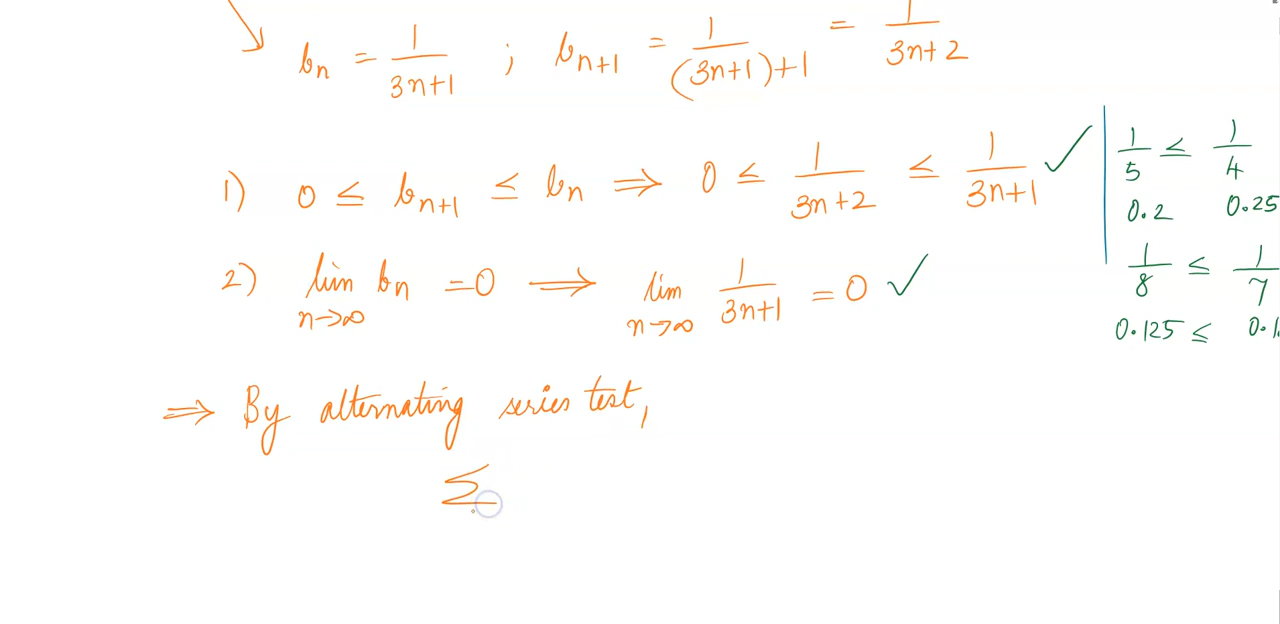 bₙ = 1/(3n+1) ; bₙ₊₁ = 1/((3n+1)+1) = 1/(3n+2)
1) 0 ≤ bₙ₊₁ ≤ bₙ ⟹ 0 ≤ 1/(3n+2) ≤ 1/(3n+1) ✓
1/5 ≤ 1/4
0.2 0.25
2) lim n→∞ bₙ = 0 ⟶ lim n→∞ 1/(3n+1) = 0 ✓
1/8 ≤ 1/7
0.125 ≤
⟹ By alternating series test,
Σ